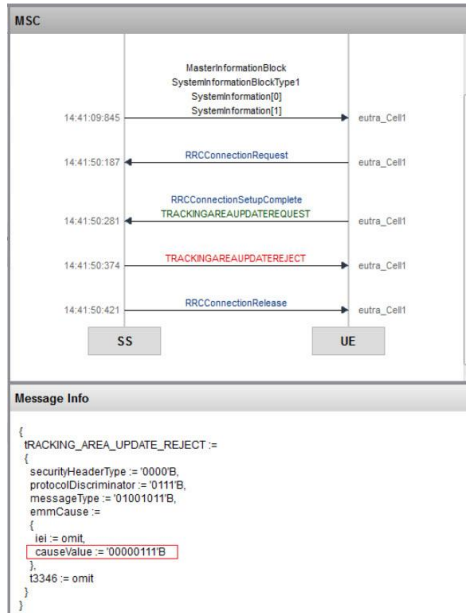 MSC
MasterInformationBlock
SystemInformationBlockType1
SystemInformation[0]
SystemInformation[1]
14:41:09:845
eutra_Cell1
RRCConnectionRequest
14:41:50:187
eutra_Cell1
RRCConnectionSetupComplete
TRACKINGAREAUPDATEREQUEST
14:41:50:281
eutra_Cell1
TRACKINGAREAUPDATEREJECT
14:41:50:374
eutra_Cell1
RRCConnectionRelease
14:41:50:421
eutra_Cell1
SS
UE
Message Info
{
tRACKING_AREA_UPDATE_REJECT :=
{
securityHeaderType := '0000'B,
protocolDiscriminator := '0111'B,
messageType := '01001011'B,
emmCause :=
{
iei := omit,
causeValue := '00000111'B
},
t3346 := omit
}
}